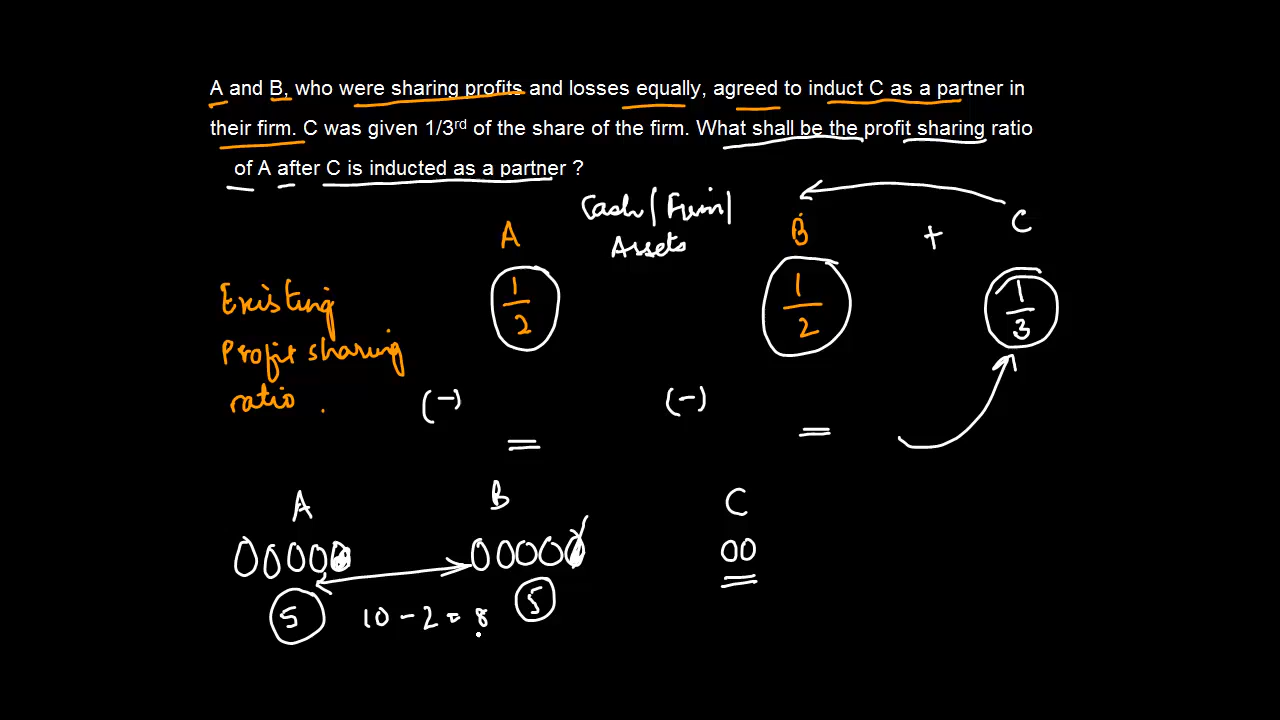 A and B, who were sharing profits and losses equally, agreed to induct C as a partner in
their firm. C was given 1/3rd of the share of the firm. What shall be the profit sharing ratio
of A after C is inducted as a partner ?
Cash / Firm /
Assets
A B + C
1/2 1/2 1/3
Existing
Profit sharing
ratio .
(-) (-)
= =
A B C
00000 00000 00
5 10 - 2 = 8 5